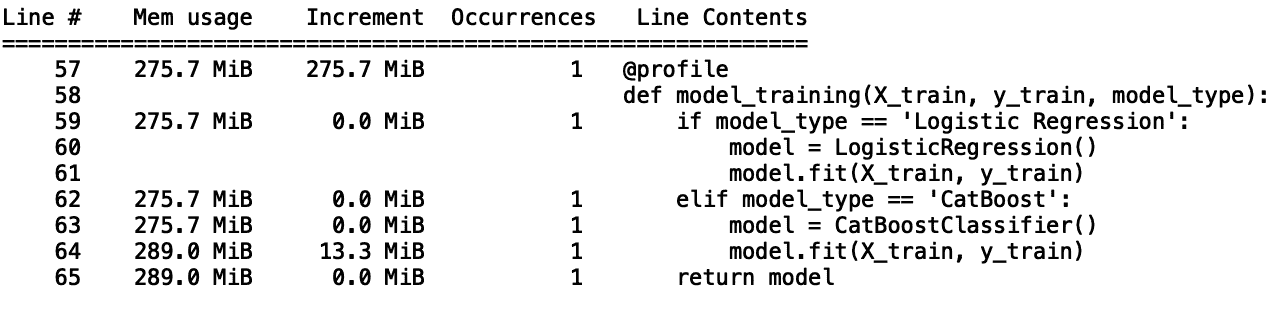 Line #    Mem usage    Increment  Occurrences   Line Contents
=============================================================
    57    275.7 MiB    275.7 MiB           1   @profile
    58                                         def model_training(X_train, y_train, model_type):
    59    275.7 MiB      0.0 MiB           1       if model_type == 'Logistic Regression':
    60                                                 model = LogisticRegression()
    61                                                 model.fit(X_train, y_train)
    62    275.7 MiB      0.0 MiB           1       elif model_type == 'CatBoost':
    63    275.7 MiB      0.0 MiB           1           model = CatBoostClassifier()
    64    289.0 MiB     13.3 MiB           1           model.fit(X_train, y_train)
    65    289.0 MiB      0.0 MiB           1       return model